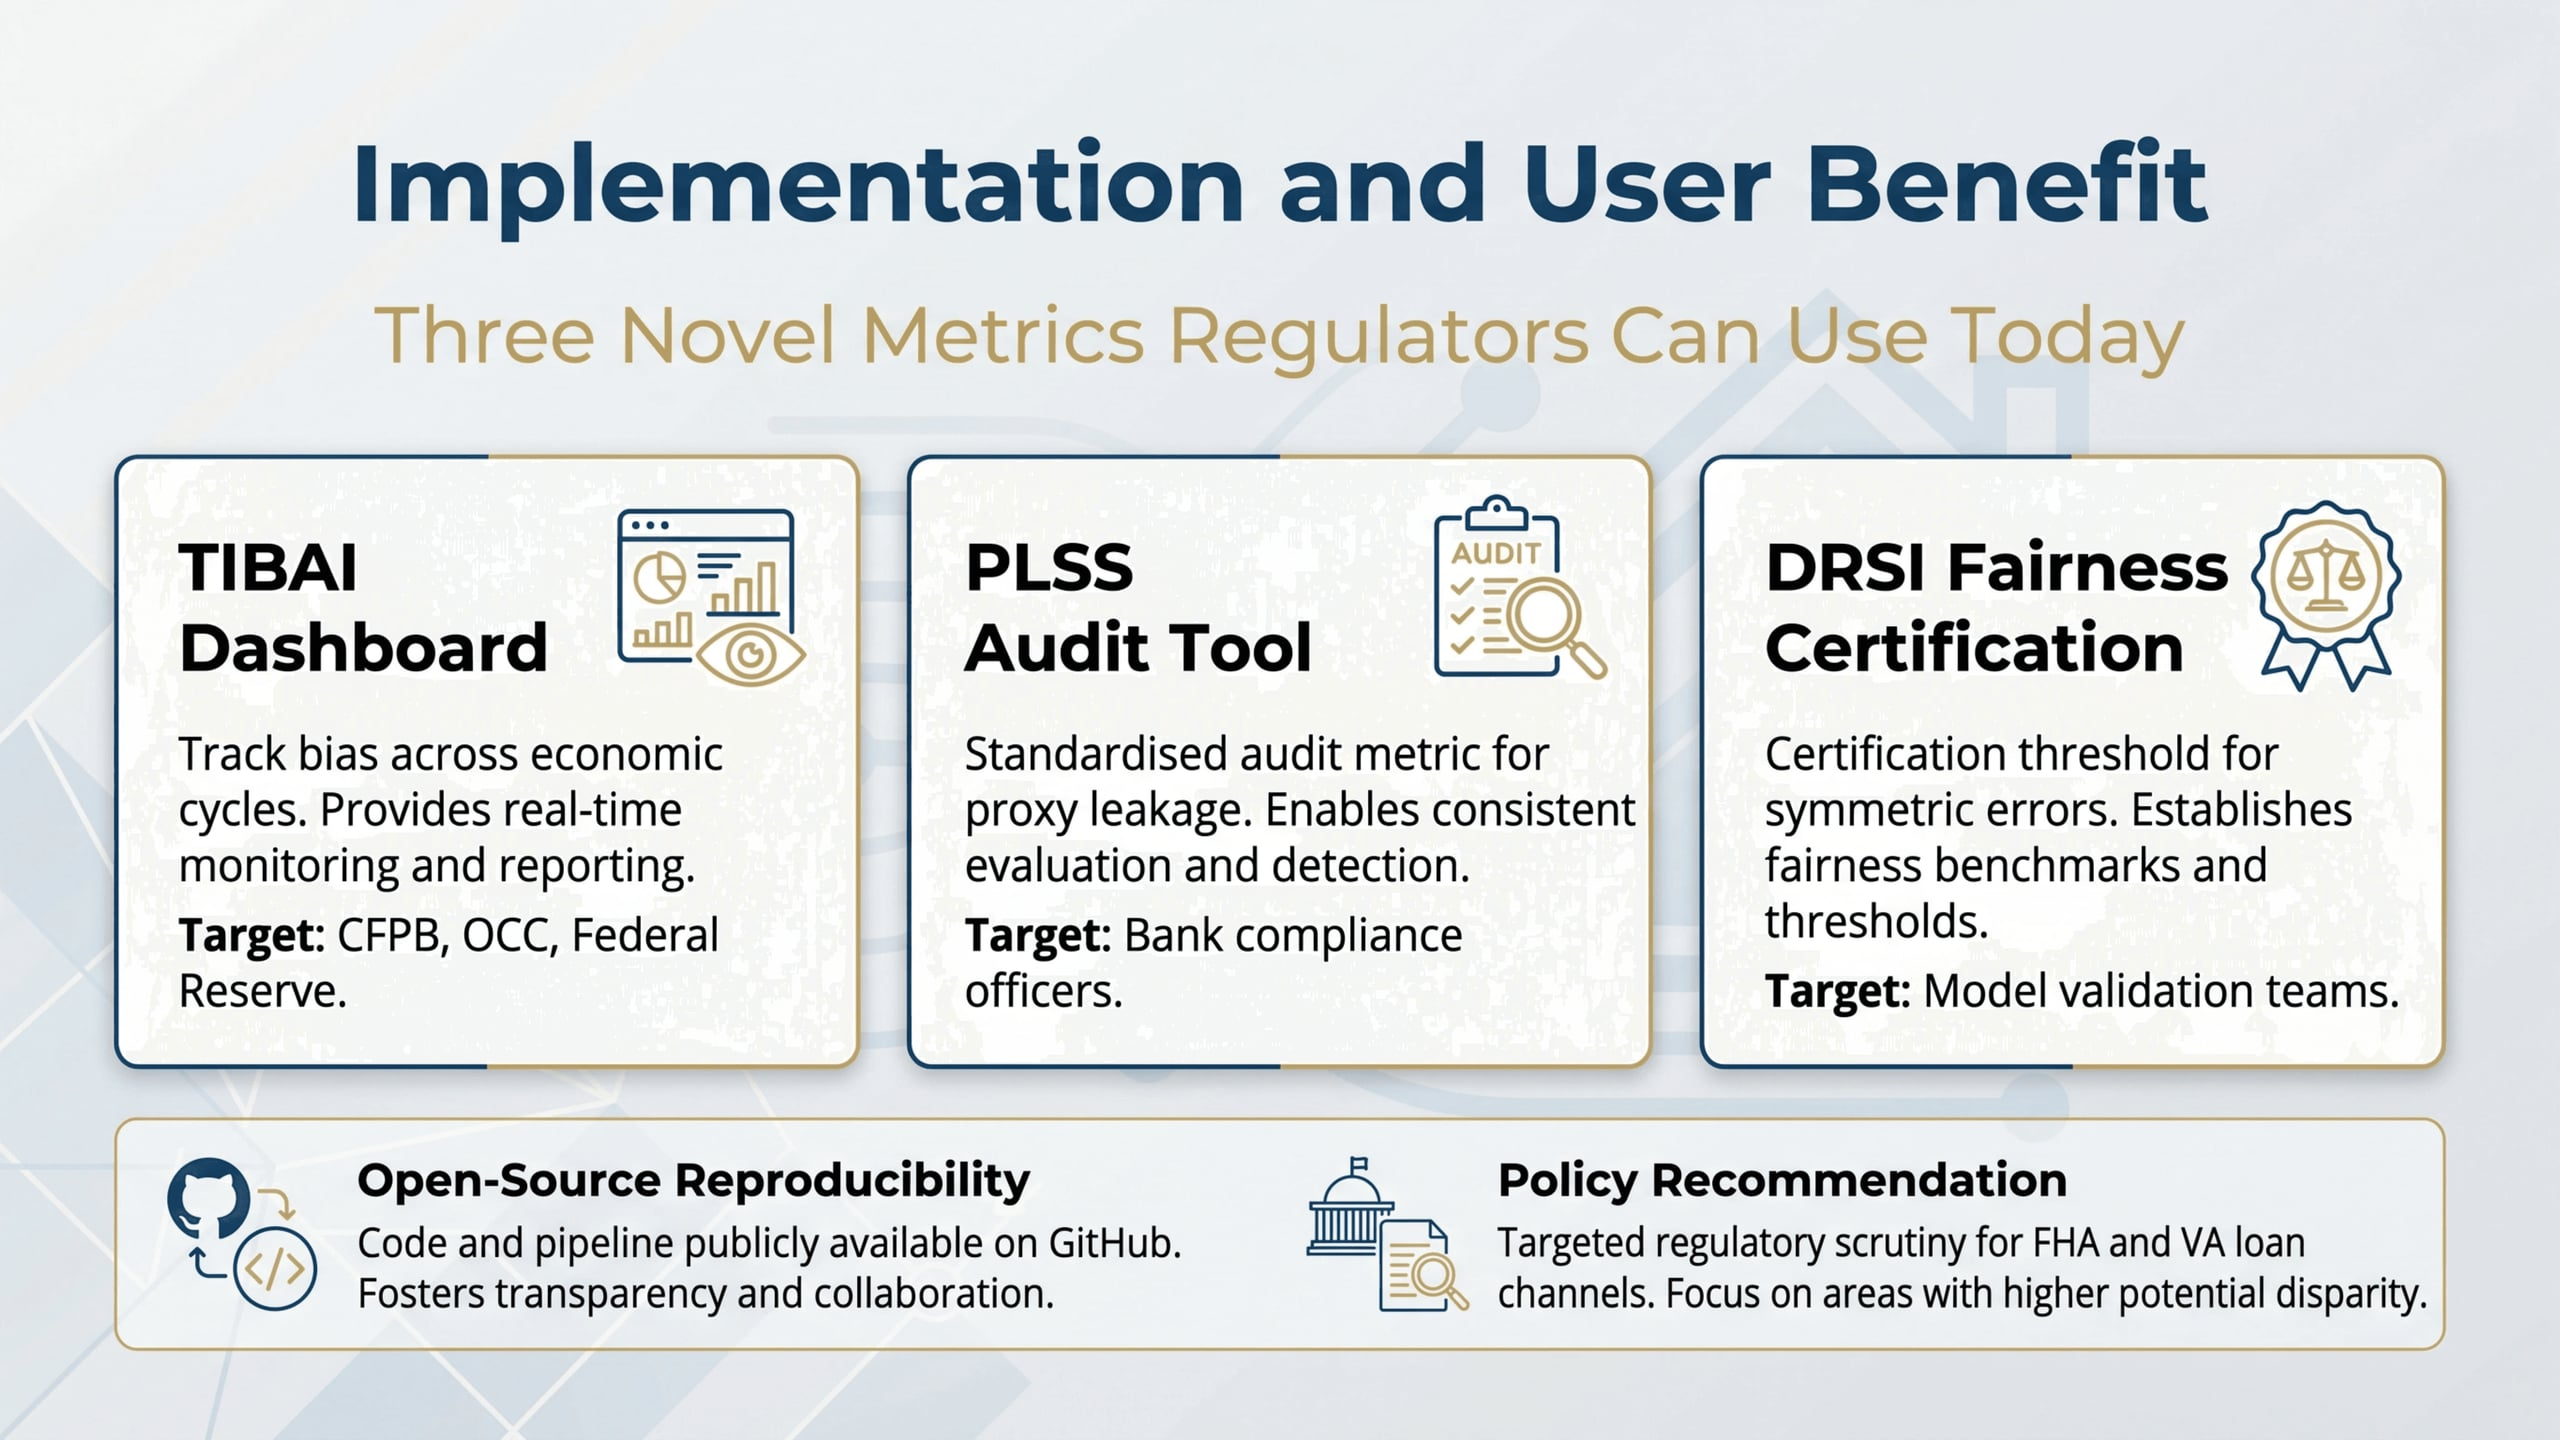 Implementation and User Benefit
Three Novel Metrics Regulators Can Use Today
TIBAI
Dashboard
Track bias across economic
cycles. Provides real-time
monitoring and reporting.
Target: CFPB, OCC, Federal
Reserve.
PLSS
Audit Tool
AUDIT
Standardised audit metric for
proxy leakage. Enables consistent
evaluation and detection.
Target: Bank compliance
officers.
DRSI Fairness
Certification
Certification threshold for
symmetric errors. Establishes
fairness benchmarks and
thresholds.
Target: Model validation teams.
Open-Source Reproducibility
Code and pipeline publicly available on GitHub.
Fosters transparency and collaboration.
</>
Policy Recommendation
Targeted regulatory scrutiny for FHA and VA loan
channels. Focus on areas with higher potential disparity.